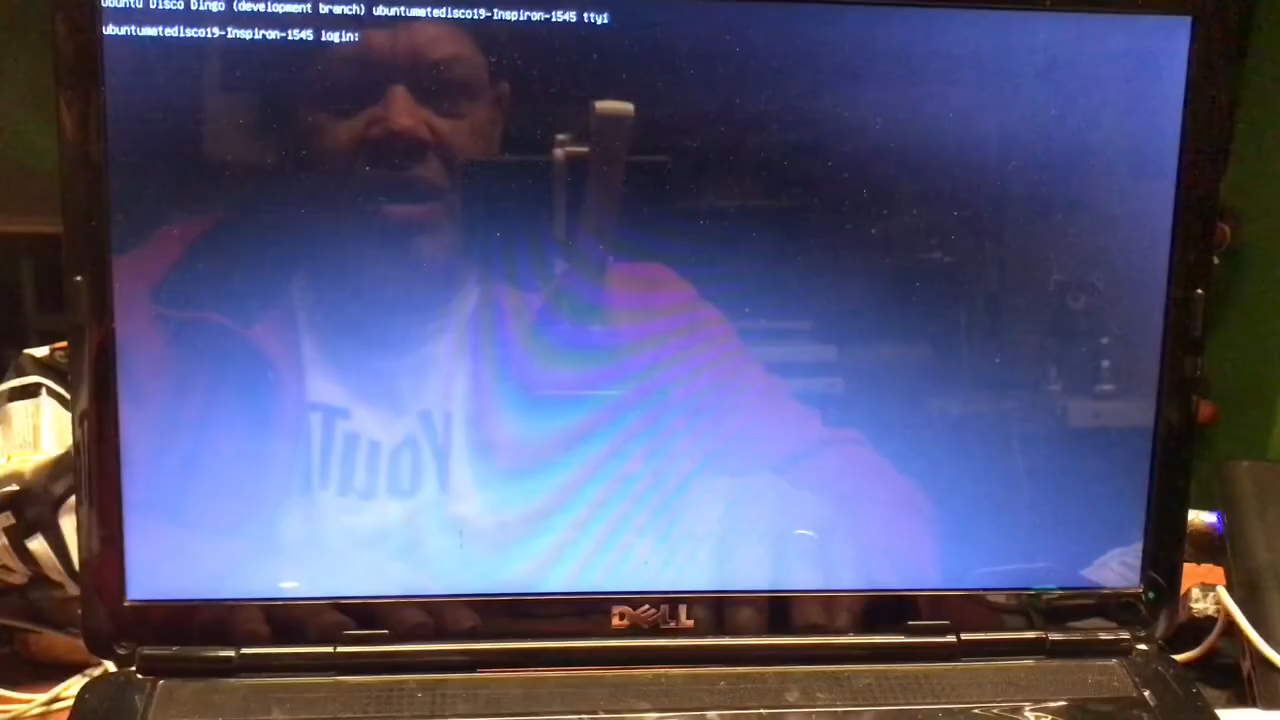 Ubuntu Disco Dingo (development branch) ubuntumatedisco19-Inspiron-1545 tty1
ubuntumatedisco19-Inspiron-1545 login:
DELL